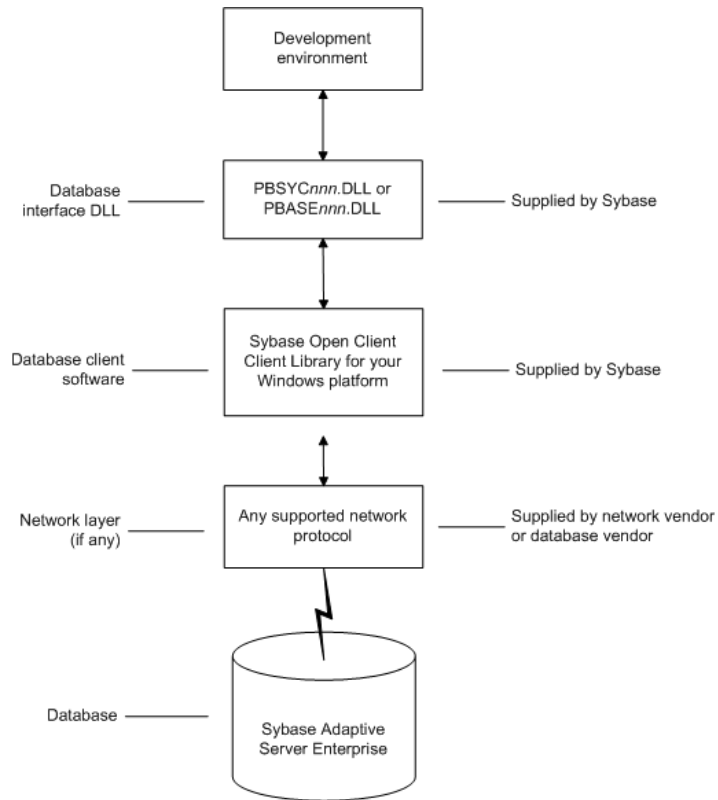 Development
environment
Database
interface DLL
PBSYCnnn.DLL or
PBASEnnn.DLL
Supplied by Sybase
Database client
software
Sybase Open Client
Client Library for your
Windows platform
Supplied by Sybase
Network layer
(if any)
Any supported network
protocol
Supplied by network vendor
or database vendor
Database
Sybase Adaptive
Server Enterprise